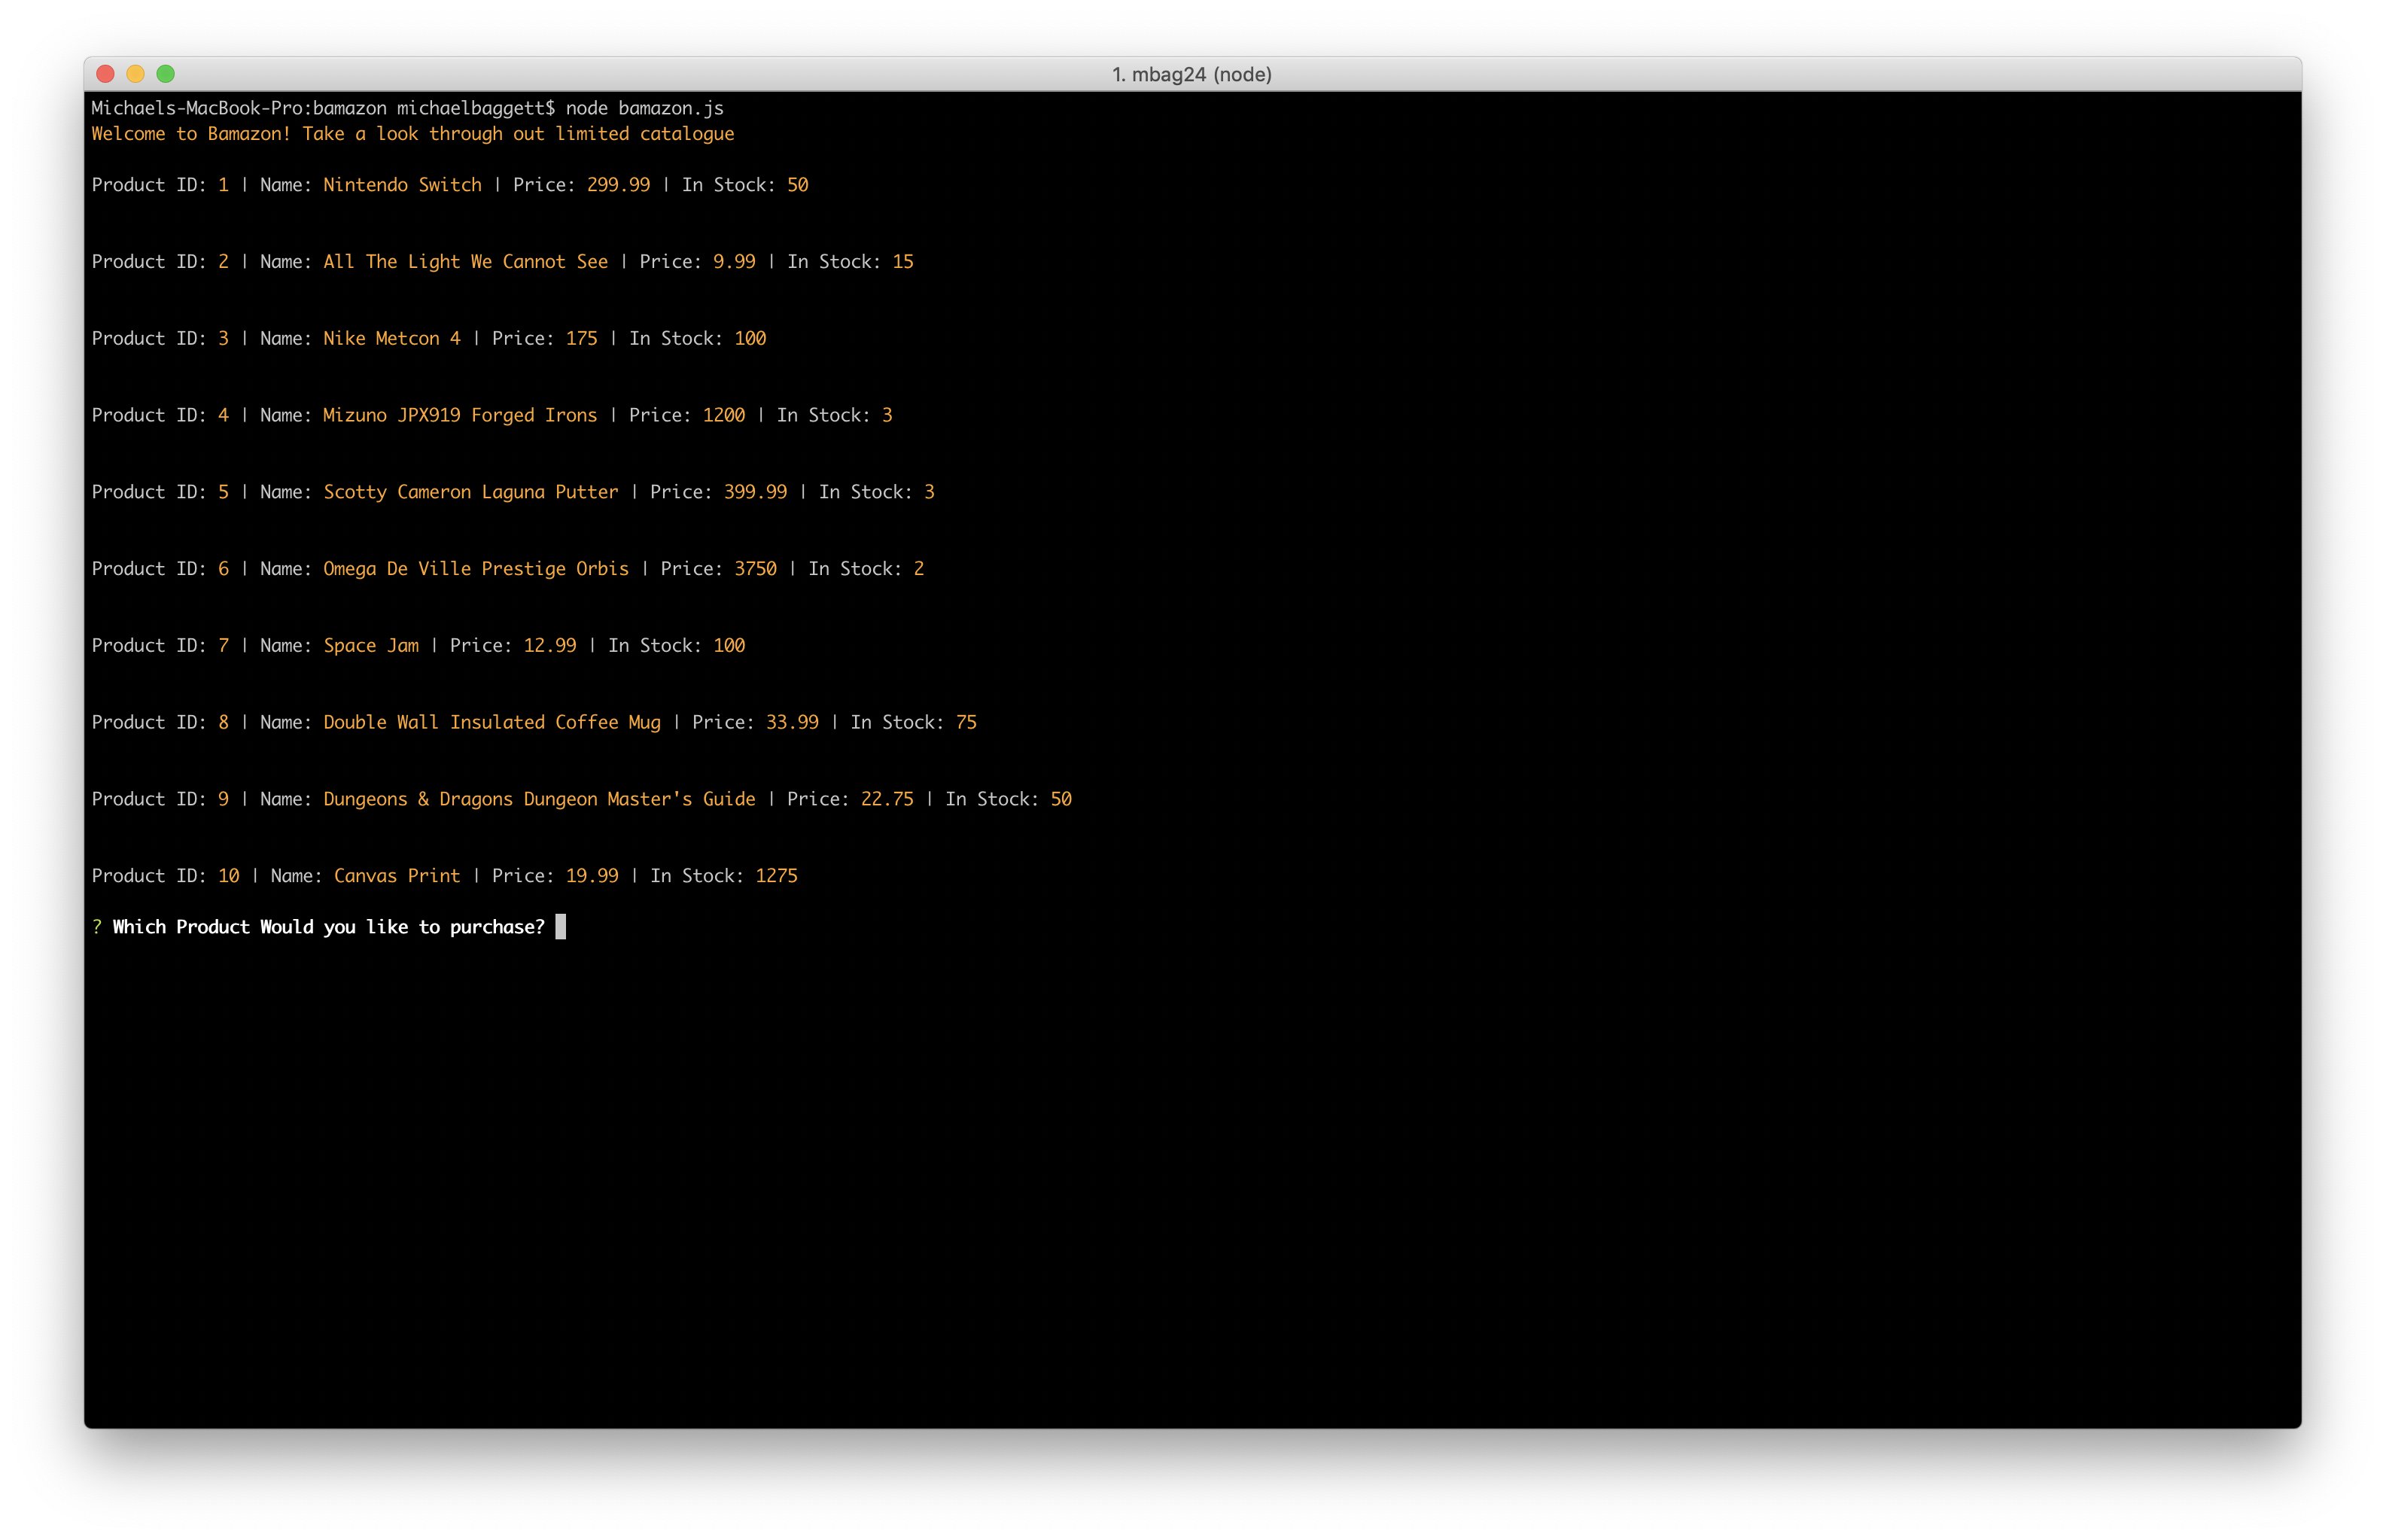 1. mbag24 (node)
Michaels-MacBook-Pro:bamazon michaelbaggett$ node bamazon.js
Welcome to Bamazon! Take a look through out limited catalogue
Product ID: 1 | Name: Nintendo Switch | Price: 299.99 | In Stock: 50
Product ID: 2 | Name: All The Light We Cannot See | Price: 9.99 | In Stock: 15
Product ID: 3 | Name: Nike Metcon 4 | Price: 175 | In Stock: 100
Product ID: 4 | Name: Mizuno JPX919 Forged Irons | Price: 1200 | In Stock: 3
Product ID: 5 | Name: Scotty Cameron Laguna Putter | Price: 399.99 | In Stock: 3
Product ID: 6 | Name: Omega De Ville Prestige Orbis | Price: 3750 | In Stock: 2
Product ID: 7 | Name: Space Jam | Price: 12.99 | In Stock: 100
Product ID: 8 | Name: Double Wall Insulated Coffee Mug | Price: 33.99 | In Stock: 75
Product ID: 9 | Name: Dungeons & Dragons Dungeon Master's Guide | Price: 22.75 | In Stock: 50
Product ID: 10 | Name: Canvas Print | Price: 19.99 | In Stock: 1275
? Which Product Would you like to purchase?